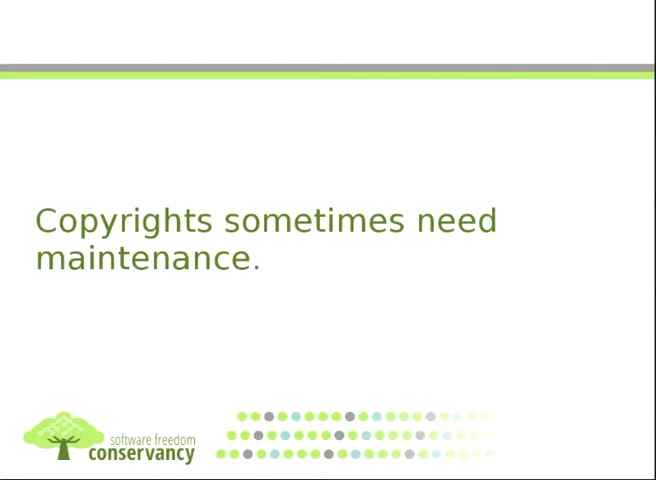 Copyrights sometimes need
maintenance.
software freedom
conservancy